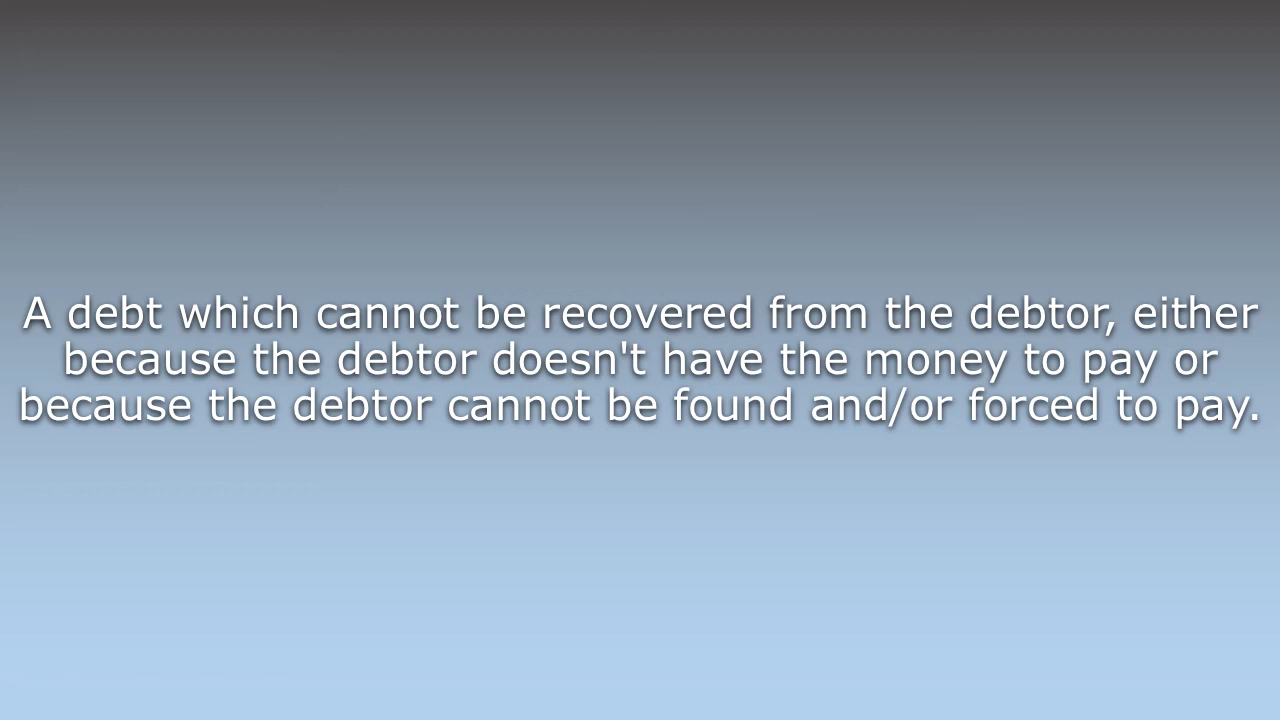 A debt which cannot be recovered from the debtor, either
because the debtor doesn't have the money to pay or
because the debtor cannot be found and/or forced to pay.